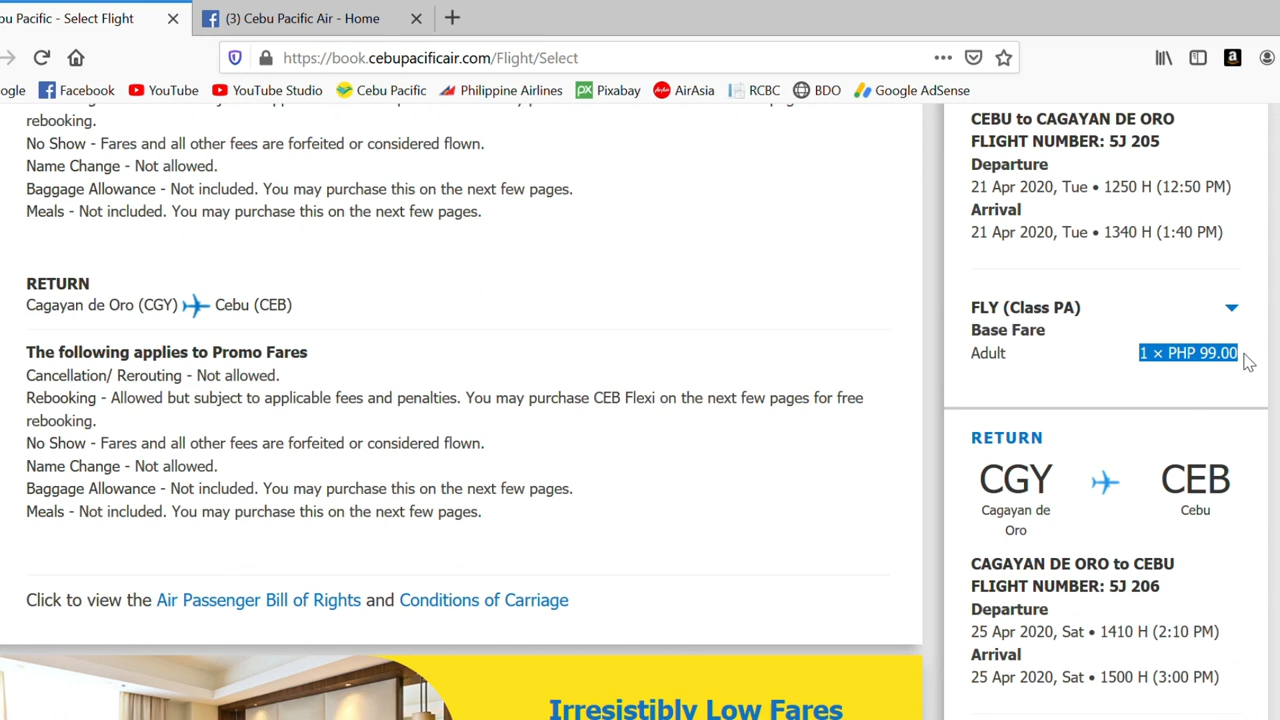 bu Pacific - Select Flight
(3) Cebu Pacific Air - Home
https://book.cebupacificair.com/Flight/Select
ogle Facebook YouTube YouTube Studio Cebu Pacific Philippine Airlines Pixabay AirAsia RCBC BDO Google AdSense
rebooking.
No Show - Fares and all other fees are forfeited or considered flown.
Name Change - Not allowed.
Baggage Allowance - Not included. You may purchase this on the next few pages.
Meals - Not included. You may purchase this on the next few pages.
RETURN
Cagayan de Oro (CGY) Cebu (CEB)
The following applies to Promo Fares
Cancellation/ Rerouting - Not allowed.
Rebooking - Allowed but subject to applicable fees and penalties. You may purchase CEB Flexi on the next few pages for free
rebooking.
No Show - Fares and all other fees are forfeited or considered flown.
Name Change - Not allowed.
Baggage Allowance - Not included. You may purchase this on the next few pages.
Meals - Not included. You may purchase this on the next few pages.
Click to view the Air Passenger Bill of Rights and Conditions of Carriage
Irresistibly Low Fares
CEBU to CAGAYAN DE ORO
FLIGHT NUMBER: 5J 205
Departure
21 Apr 2020, Tue • 1250 H (12:50 PM)
Arrival
21 Apr 2020, Tue • 1340 H (1:40 PM)
FLY (Class PA)
Base Fare
Adult 1 × PHP 99.00
RETURN
CGY CEB
Cagayan de Cebu
Oro
CAGAYAN DE ORO to CEBU
FLIGHT NUMBER: 5J 206
Departure
25 Apr 2020, Sat • 1410 H (2:10 PM)
Arrival
25 Apr 2020, Sat • 1500 H (3:00 PM)